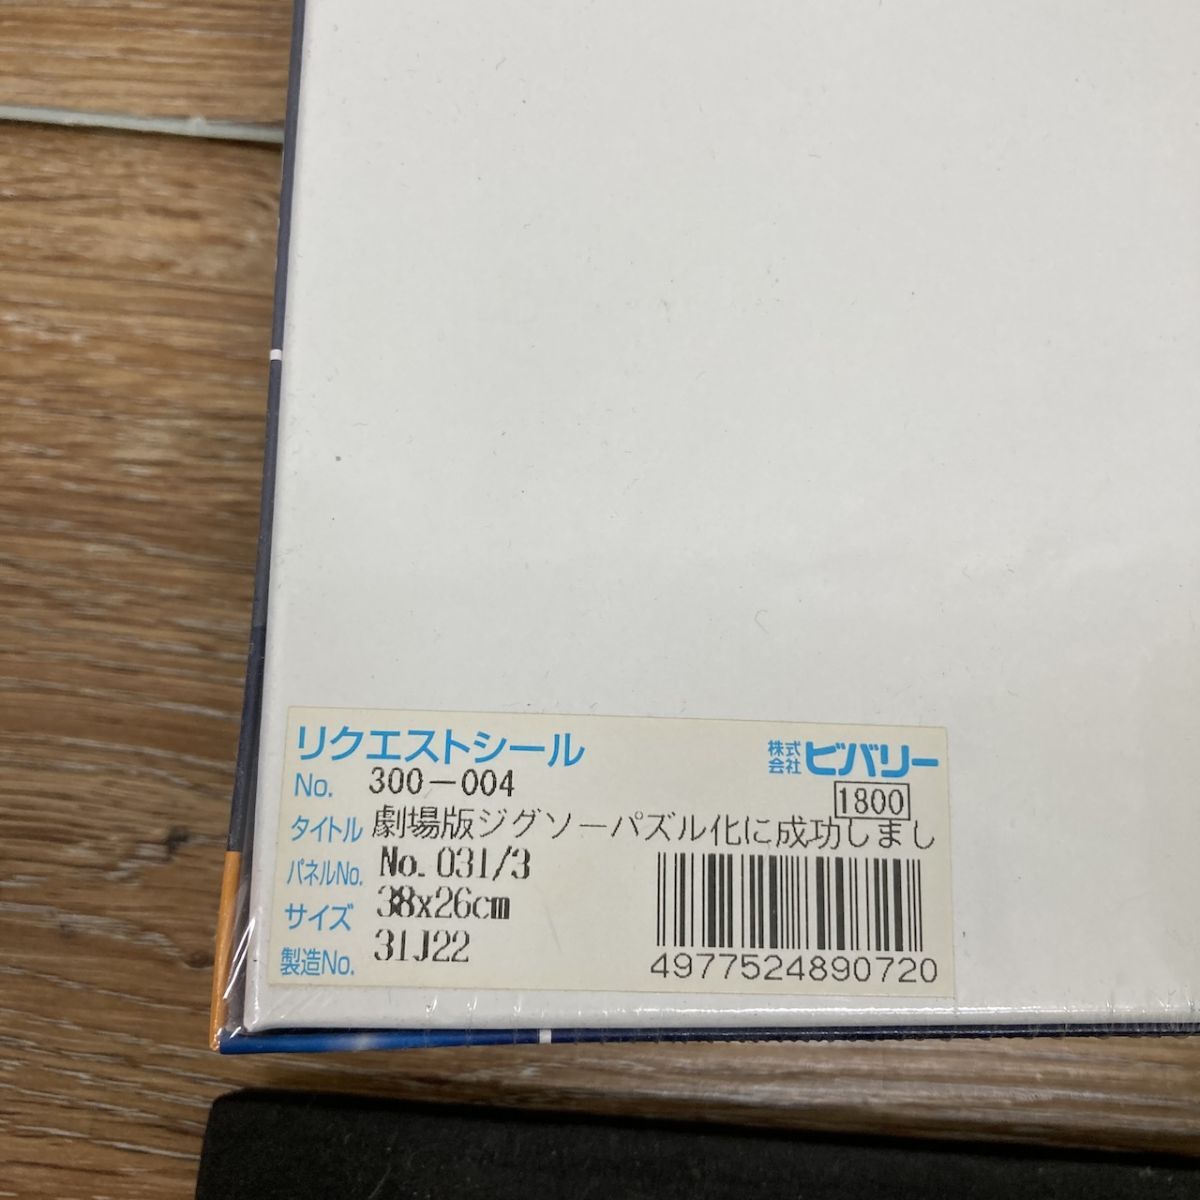 リクエストシール
株式会社 ビバリー
No. 300-004
1800
タイトル 劇場版ジグソーパズル化に成功しまし
パネルNo. No.031/3
サイズ 38x26cm
製造No. 31J22
4977524890720